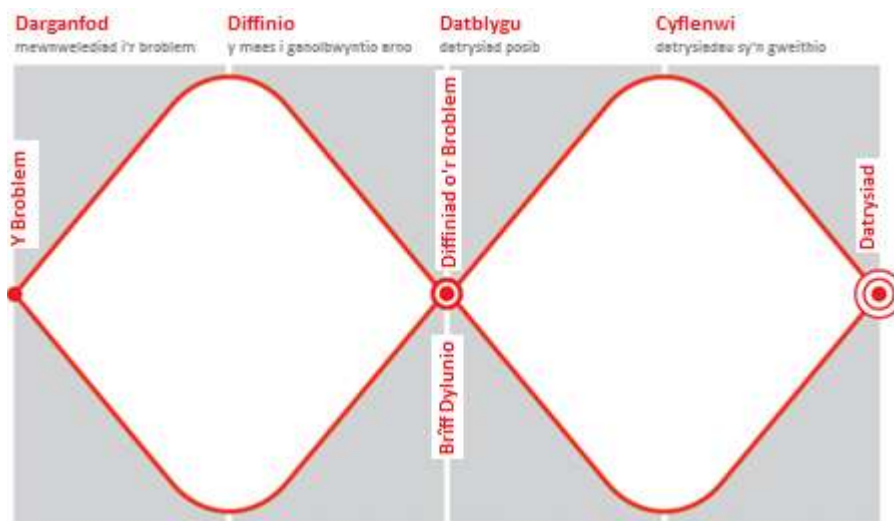 Darganfod
mewnwelediad i'r broblem
Diffinio
y maes i ganolbwyntio arno
Datblygu
datrysiad posib
Cyflenwi
datrysiadau sy'n gweithio
Y Broblem
Diffiniad o'r Broblem
Brîff Dylunio
Datrysiad